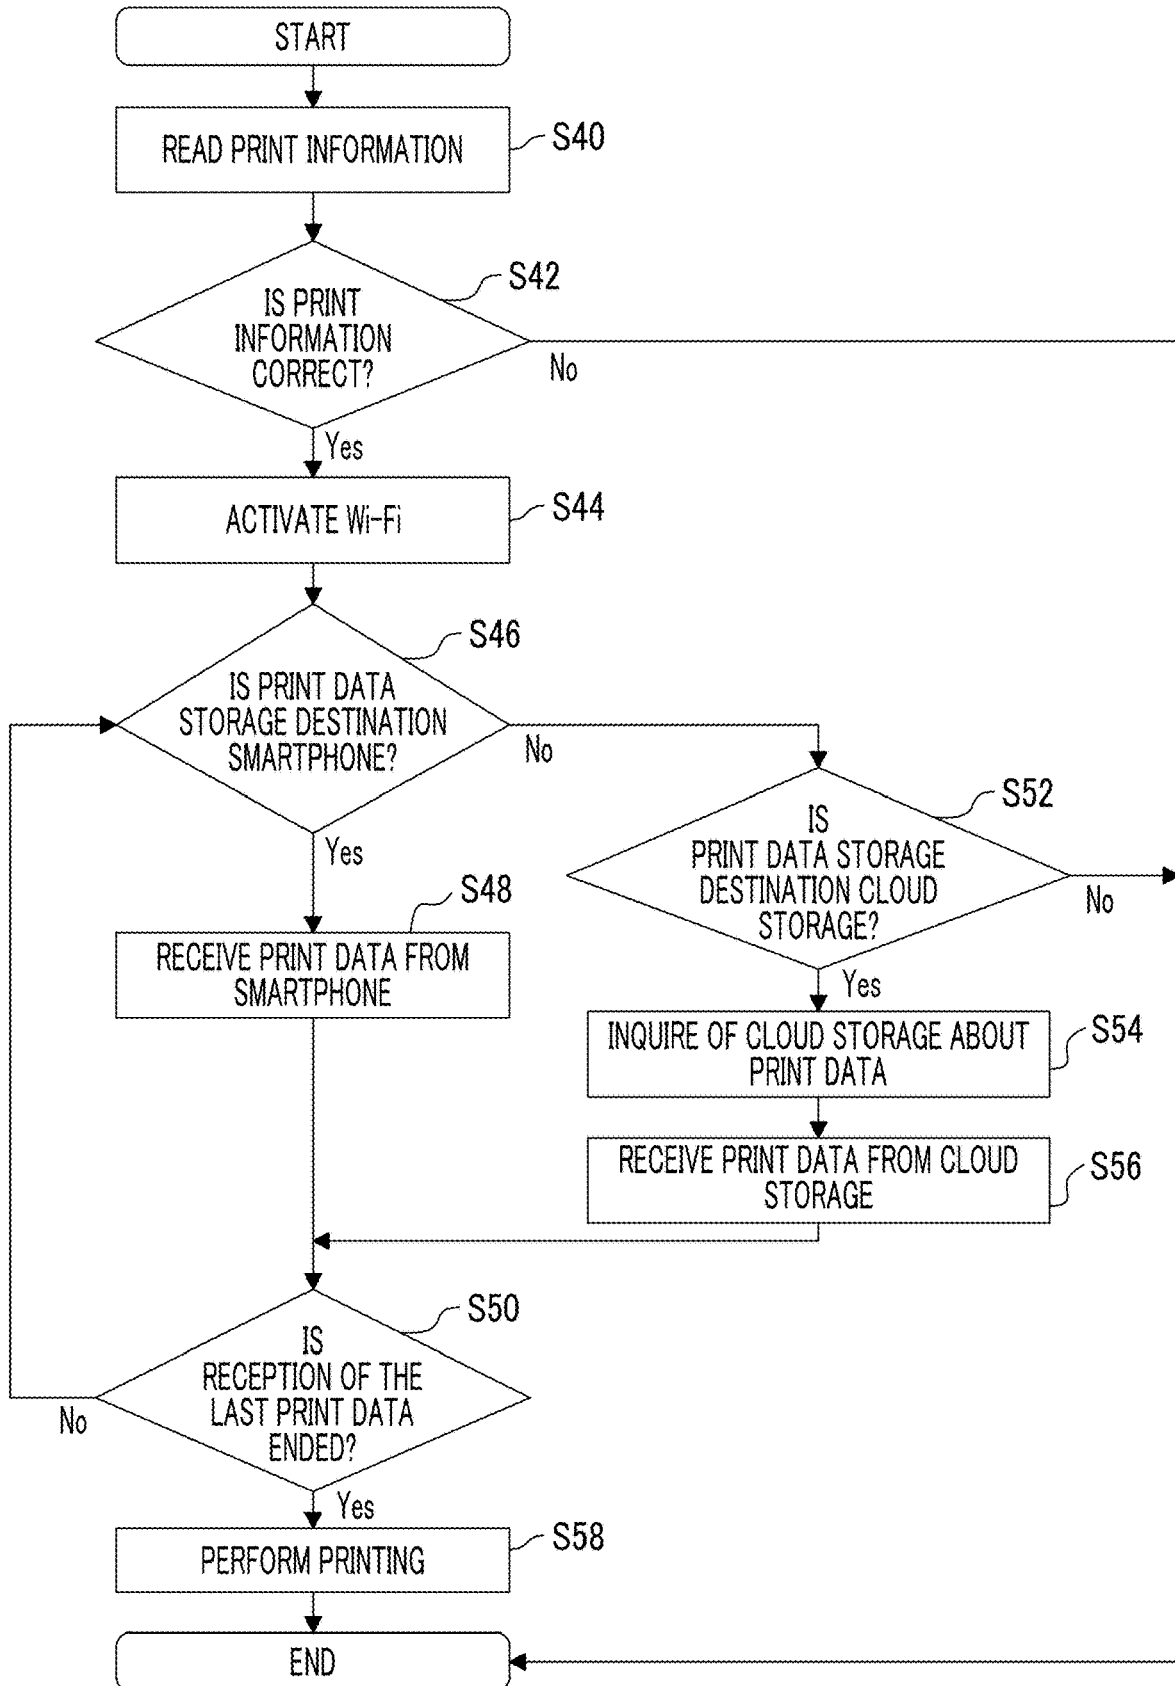 START
READ PRINT INFORMATION
S40
IS PRINT
INFORMATION
CORRECT?
S42
No
Yes
ACTIVATE Wi-Fi
S44
IS PRINT DATA
STORAGE DESTINATION
SMARTPHONE?
S46
No
Yes
IS
PRINT DATA STORAGE
DESTINATION CLOUD
STORAGE?
S52
No
Yes
RECEIVE PRINT DATA FROM
SMARTPHONE
S48
INQUIRE OF CLOUD STORAGE ABOUT
PRINT DATA
S54
RECEIVE PRINT DATA FROM CLOUD
STORAGE
S56
IS
RECEPTION OF THE
LAST PRINT DATA
ENDED?
S50
No
Yes
PERFORM PRINTING
S58
END